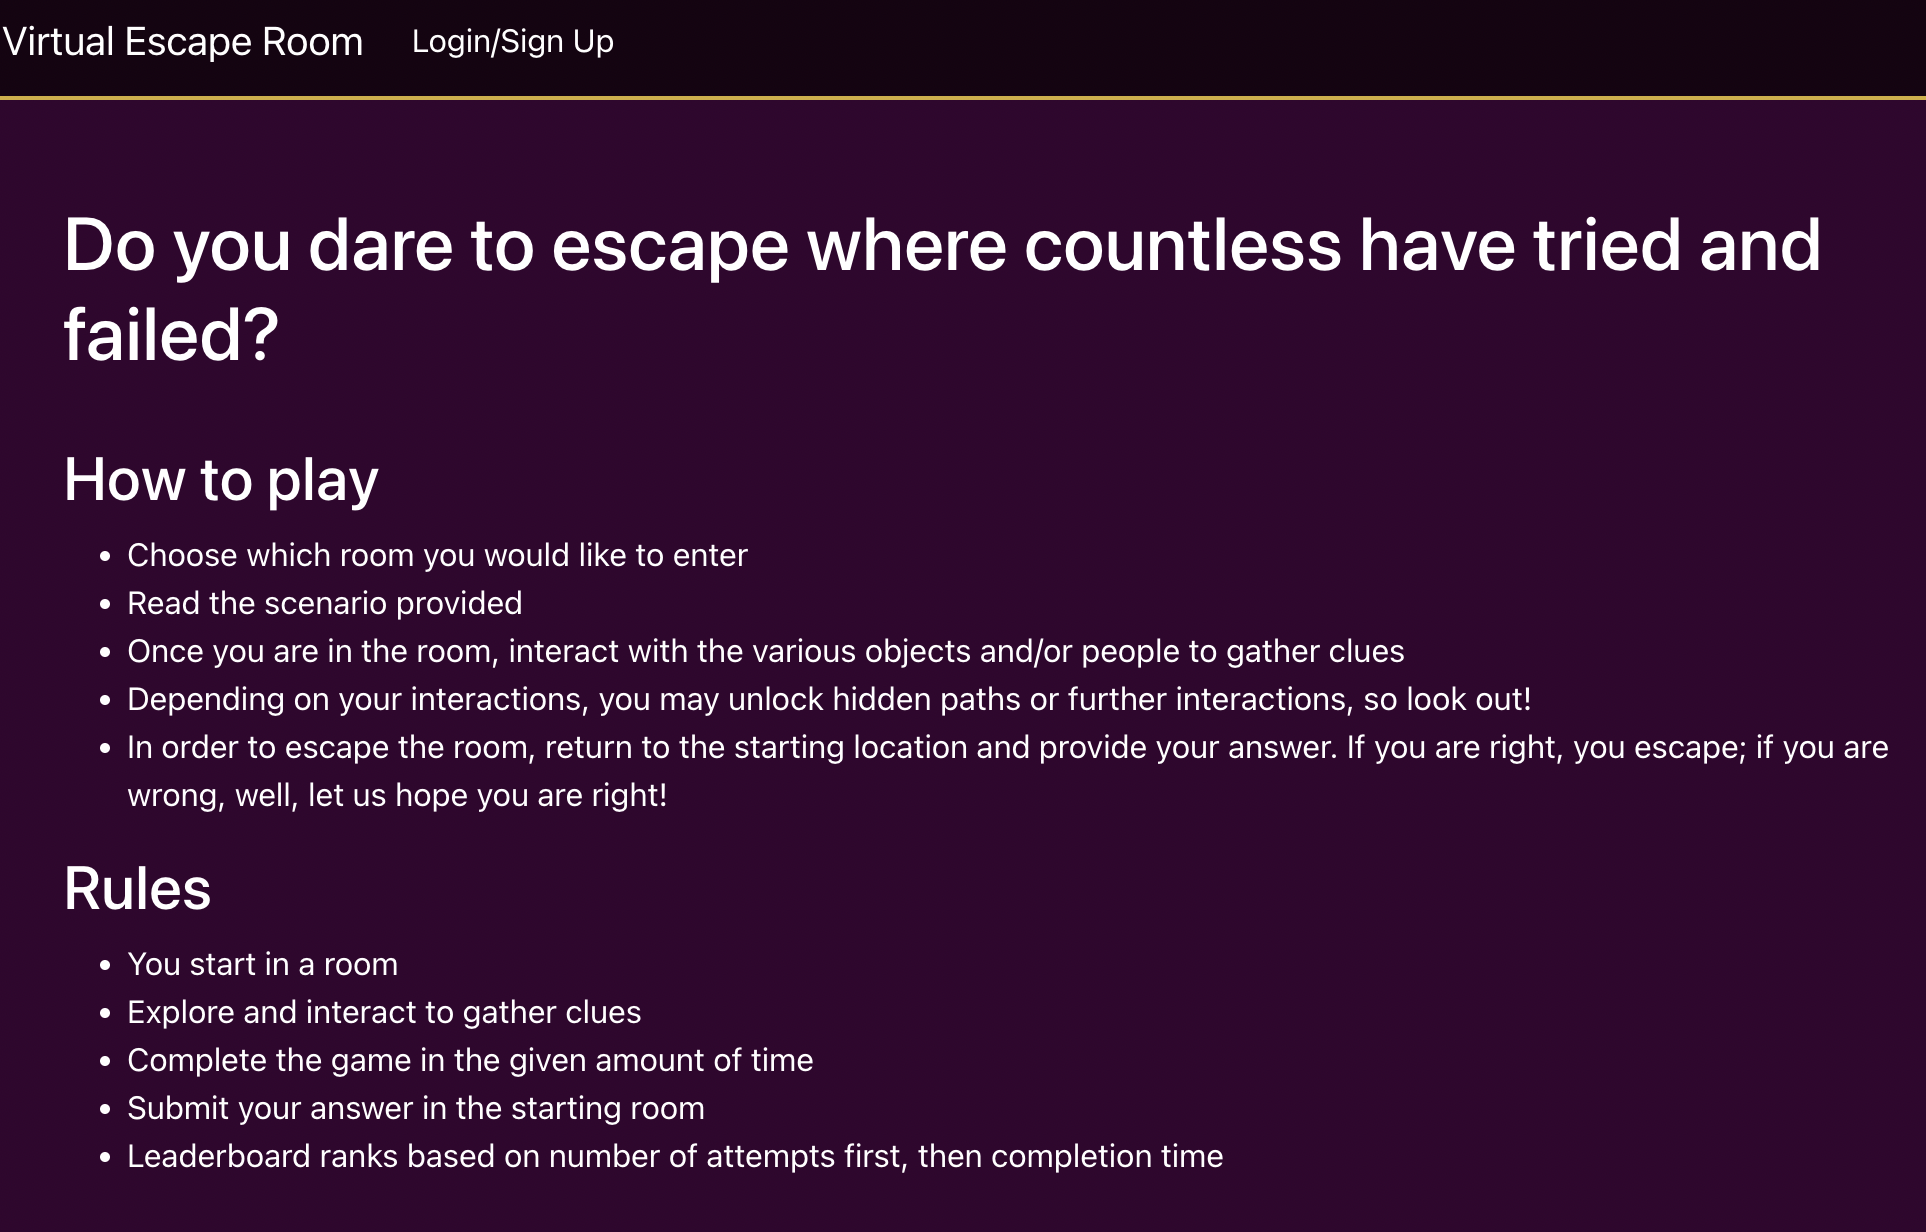 Virtual Escape Room
Login/Sign Up
Do you dare to escape where countless have tried and
failed?
How to play
• Choose which room you would like to enter
• Read the scenario provided
• Once you are in the room, interact with the various objects and/or people to gather clues
• Depending on your interactions, you may unlock hidden paths or further interactions, so look out!
• In order to escape the room, return to the starting location and provide your answer. If you are right, you escape; if you are
wrong, well, let us hope you are right!
Rules
• You start in a room
• Explore and interact to gather clues
• Complete the game in the given amount of time
• Submit your answer in the starting room
• Leaderboard ranks based on number of attempts first, then completion time